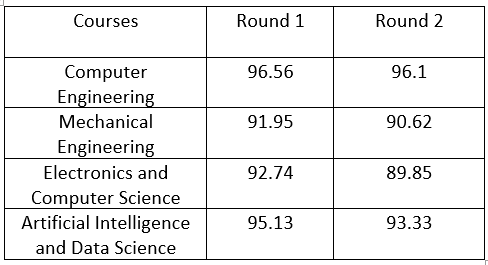 Courses Round 1 Round 2
Computer 96.56 96.1
Engineering
Mechanical 91.95 90.62
Engineering
Electronics and 92.74 89.85
Computer Science
Artificial Intelligence 95.13 93.33
and Data Science